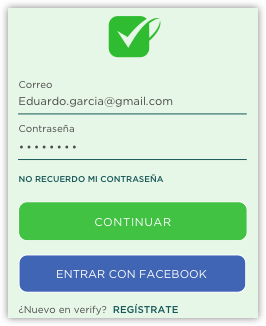 Correo
Eduardo.garcia@gmail.com
Contraseña
••••••••
NO RECUERDO MI CONTRASEÑA
CONTINUAR
ENTRAR CON FACEBOOK
¿Nuevo en verify? REGÍSTRATE